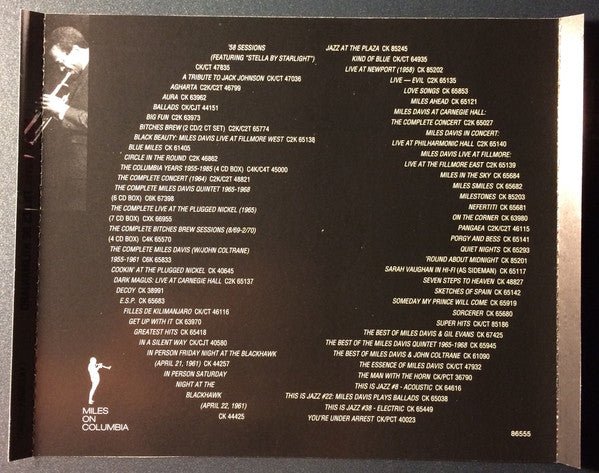 '58 SESSIONS
(FEATURING "STELLA BY STARLIGHT")
CK/CT 47835
A TRIBUTE TO JACK JOHNSON CK/CT 47036
AGHARTA C2K/C2T 46799
AURA CK 63962
BALLADS CK/CJT 44151
BIG FUN C2K 63973
BITCHES BREW (2 CD/2 CT SET) C2K/C2T 65774
BLACK BEAUTY: MILES DAVIS LIVE AT FILLMORE WEST C2K 65138
BLUE MILES CK 61405
CIRCLE IN THE ROUND C2K 46862
THE COLUMBIA YEARS 1955-1985 (4 CD BOX) C4K/C4T 45000
THE COMPLETE CONCERT (1964) C2K/C2T 48821
THE COMPLETE MILES DAVIS QUINTET 1965-1968
(6 CD BOX) C6K 67398
THE COMPLETE LIVE AT THE PLUGGED NICKEL (1965)
(7 CD BOX) CXK 66955
THE COMPLETE BITCHES BREW SESSIONS (8/69-2/70)
(4 CD BOX) C4K 65570
THE COMPLETE MILES DAVIS (W/JOHN COLTRANE)
1955-1961 C6K 65833
COOKIN' AT THE PLUGGED NICKEL CK 40645
DARK MAGUS: LIVE AT CARNEGIE HALL C2K 65137
DECOY CK 38991
E.S.P. CK 65683
FILLES DE KILIMANJARO CK/CT 46116
GET UP WITH IT CK 63970
GREATEST HITS CK 65418
IN A SILENT WAY CK/CJT 40580
IN PERSON FRIDAY NIGHT AT THE BLACKHAWK
(APRIL 21, 1961) CK 44257
IN PERSON SATURDAY
NIGHT AT THE
BLACKHAWK
(APRIL 22, 1961)
CK 44425
JAZZ AT THE PLAZA CK 85245
KIND OF BLUE CK/CT 64935
LIVE AT NEWPORT (1958) CK 85202
LIVE — EVIL C2K 65135
LOVE SONGS CK 65853
MILES AHEAD CK 65121
MILES DAVIS AT CARNEGIE HALL:
THE COMPLETE CONCERT C2K 65027
MILES DAVIS IN CONCERT:
LIVE AT PHILHARMONIC HALL C2K 65140
MILES DAVIS LIVE AT FILLMORE:
LIVE AT THE FILLMORE EAST C2K 65139
MILES IN THE SKY CK 65684
MILES SMILES CK 65682
MILESTONES CK 85203
NEFERTITI CK 65681
ON THE CORNER CK 63980
PANGAEA C2K/C2T 46115
PORGY AND BESS CK 65141
QUIET NIGHTS CK 65293
'ROUND ABOUT MIDNIGHT CK 85201
SARAH VAUGHAN IN HI-FI (AS SIDEMAN) CK 65117
SEVEN STEPS TO HEAVEN CK 48827
SKETCHES OF SPAIN CK 65142
SOMEDAY MY PRINCE WILL COME CK 65919
SORCERER CK 65680
SUPER HITS CK/CT 85186
THE BEST OF MILES DAVIS & GIL EVANS CK 67425
THE BEST OF THE MILES DAVIS QUINTET 1965-1968 CK 65945
THE BEST OF MILES DAVIS & JOHN COLTRANE CK 61090
THE ESSENCE OF MILES DAVIS CK/CT 47932
THE MAN WITH THE HORN CK/PCT 36790
THIS IS JAZZ #8 - ACOUSTIC CK 64616
THIS IS JAZZ #22: MILES DAVIS PLAYS BALLADS CK 65038
THIS IS JAZZ #38 - ELECTRIC CK 65449
YOU'RE UNDER ARREST CK/PCT 40023
MILES
ON
COLUMBIA
86555